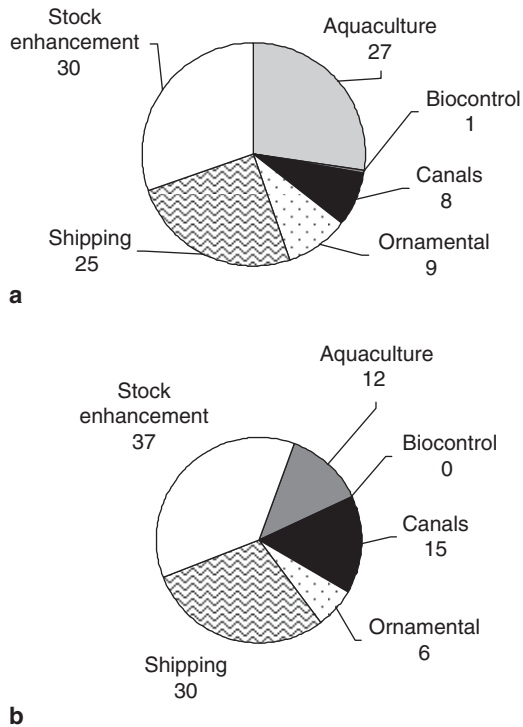 Stock
enhancement
30
Aquaculture
27
Biocontrol
1
Canals
8
Ornamental
9
Shipping
25
a
Stock
enhancement
37
Aquaculture
12
Biocontrol
0
Canals
15
Ornamental
6
Shipping
30
b